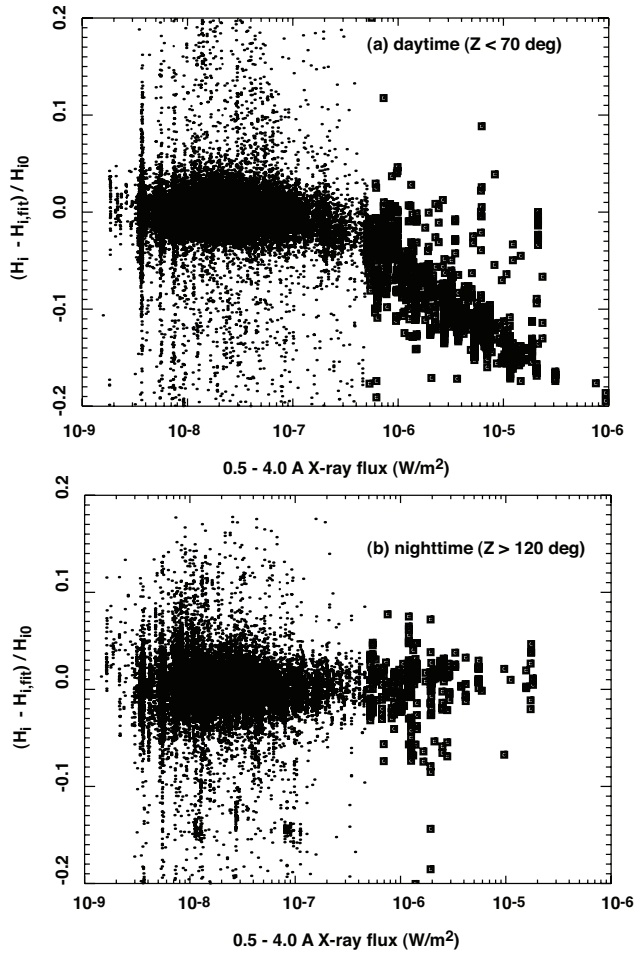 0.2
(a) daytime (Z < 70 deg)
0.1
0.0
-0.1
-0.2
(Hi - Hi,fit) / Hi0
10-9 10-8 10-7 10-6 10-5 10-6
0.5 - 4.0 A X-ray flux (W/m2)
0.2
(b) nighttime (Z > 120 deg)
0.1
0.0
-0.1
-0.2
(Hi - Hi,fit) / Hi0
10-9 10-8 10-7 10-6 10-5 10-6
0.5 - 4.0 A X-ray flux (W/m2)